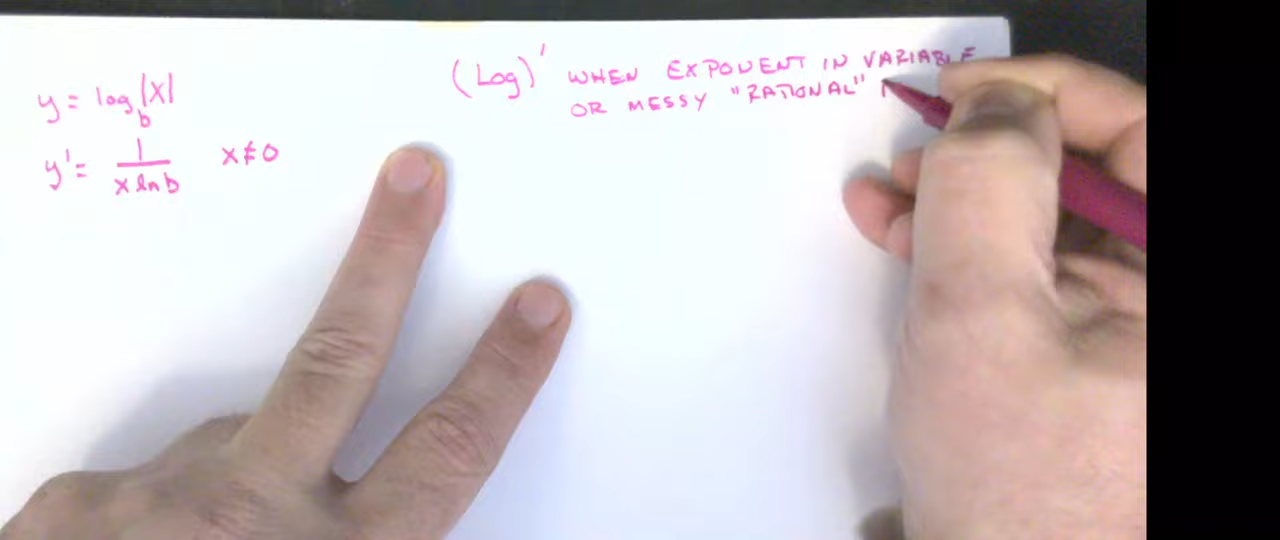 y = log_b |x|
y' = 1 / (x ln b) x ≠ 0
(Log)' WHEN EXPONENT IN VARIABLE
OR MESSY "RATIONAL"